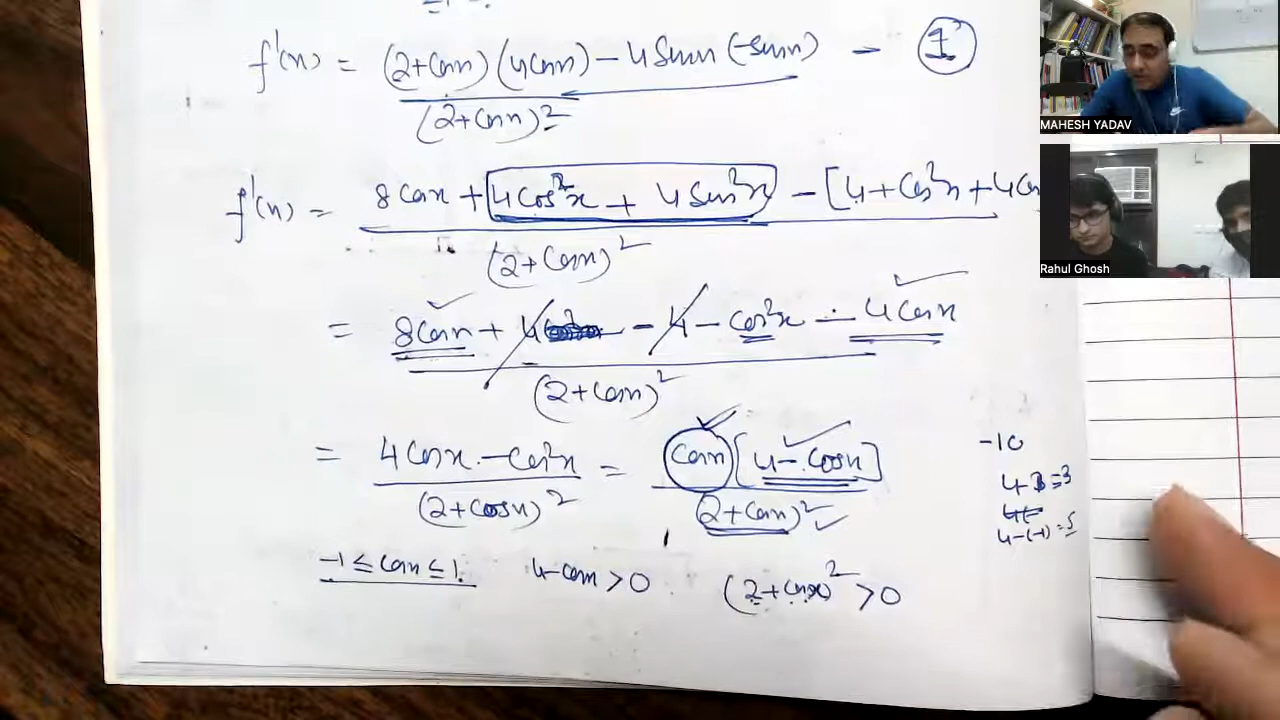 f'(x) = (2+cosx)(4cosx) - 4sinx(-sinx) - 1
(2+cosx)²
f'(x) = 8cosx + 4cos²x + 4sin²x - [4+cos²x+4co
(2+cosx)²
= 8cosx + 4 - 4 - cos²x - 4cosx
(2+cosx)²
= 4cosx - cos²x = cosx [4-cosx]
(2+cosx)² (2+cosx)²
-1 ≤ cosx ≤ 1. 4-cosx > 0 (2+cosx)² > 0
-10
4-1=3
4-(-1)=5
MAHESH YADAV
Rahul Ghosh